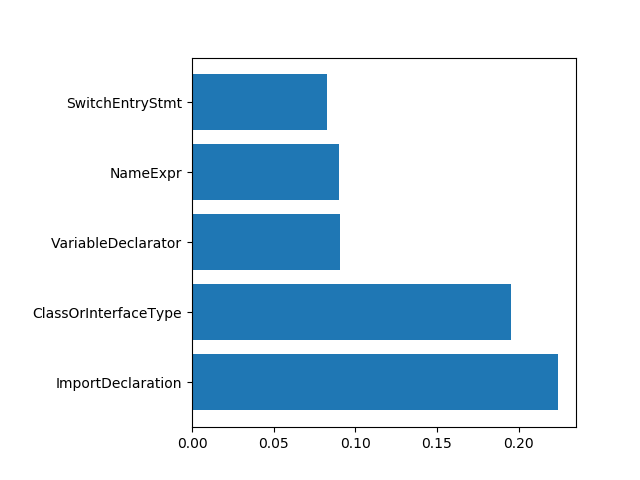 SwitchEntryStmt
NameExpr
VariableDeclarator
ClassOrInterfaceType
ImportDeclaration
0.00 0.05 0.10 0.15 0.20